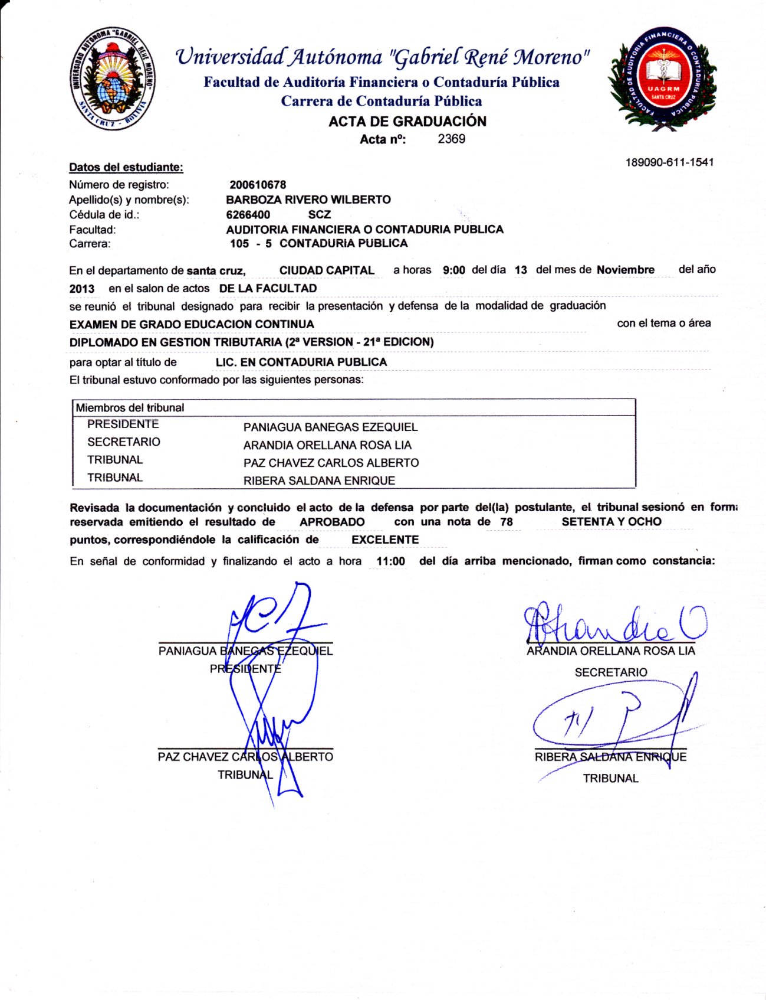 UNIVERSIDAD AUTONOMA "GABRIEL RENE MORENO"
SANTA CRUZ - BOLIVIA
Universidad Autónoma "Gabriel René Moreno"
Facultad de Auditoría Financiera o Contaduría Pública
Carrera de Contaduría Pública
FACULTAD DE AUDITORIA FINANCIERA O CONTADURIA PUBLICA
UAGRM
SANTA CRUZ
ACTA DE GRADUACIÓN
Acta nº: 2369
189090-611-1541
Datos del estudiante:
Número de registro: 200610678
Apellido(s) y nombre(s): BARBOZA RIVERO WILBERTO
Cédula de id.: 6266400 SCZ
Facultad: AUDITORIA FINANCIERA O CONTADURIA PUBLICA
Carrera: 105 - 5 CONTADURIA PUBLICA
En el departamento de santa cruz, CIUDAD CAPITAL a horas 9:00 del día 13 del mes de Noviembre del año
2013 en el salon de actos DE LA FACULTAD
se reunió el tribunal designado para recibir la presentación y defensa de la modalidad de graduación
EXAMEN DE GRADO EDUCACION CONTINUA con el tema o área
DIPLOMADO EN GESTION TRIBUTARIA (2ª VERSION - 21ª EDICION)
para optar al título de LIC. EN CONTADURIA PUBLICA
El tribunal estuvo conformado por las siguientes personas:
Miembros del tribunal
PRESIDENTE PANIAGUA BANEGAS EZEQUIEL
SECRETARIO ARANDIA ORELLANA ROSA LIA
TRIBUNAL PAZ CHAVEZ CARLOS ALBERTO
TRIBUNAL RIBERA SALDANA ENRIQUE
Revisada la documentación y concluido el acto de la defensa por parte del(la) postulante, el tribunal sesionó en forma
reservada emitiendo el resultado de APROBADO con una nota de 78 SETENTA Y OCHO
puntos, correspondiéndole la calificación de EXCELENTE
En señal de conformidad y finalizando el acto a hora 11:00 del día arriba mencionado, firman como constancia:
PANIAGUA BANEGAS EZEQUIEL
PRESIDENTE
ARANDIA ORELLANA ROSA LIA
SECRETARIO
PAZ CHAVEZ CARLOS ALBERTO
TRIBUNAL
RIBERA SALDANA ENRIQUE
TRIBUNAL